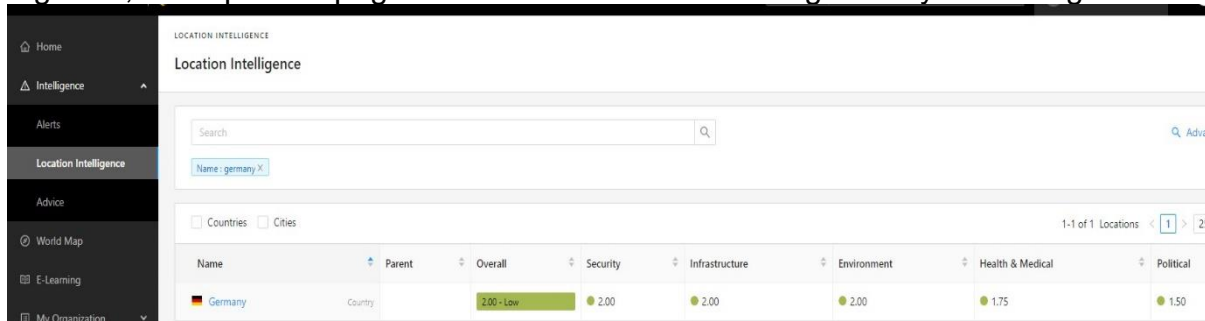 LOCATION INTELLIGENCE
Location Intelligence
Home
Intelligence
Alerts
Location Intelligence
Advice
World Map
E-Learning
My Organization
Search
Name : germany X
Countries Cities
1-1 of 1 Locations < 1 >
Name Parent Overall Security Infrastructure Environment Health & Medical Political
Germany Country 2.00 - Low 2.00 2.00 2.00 1.75 1.50